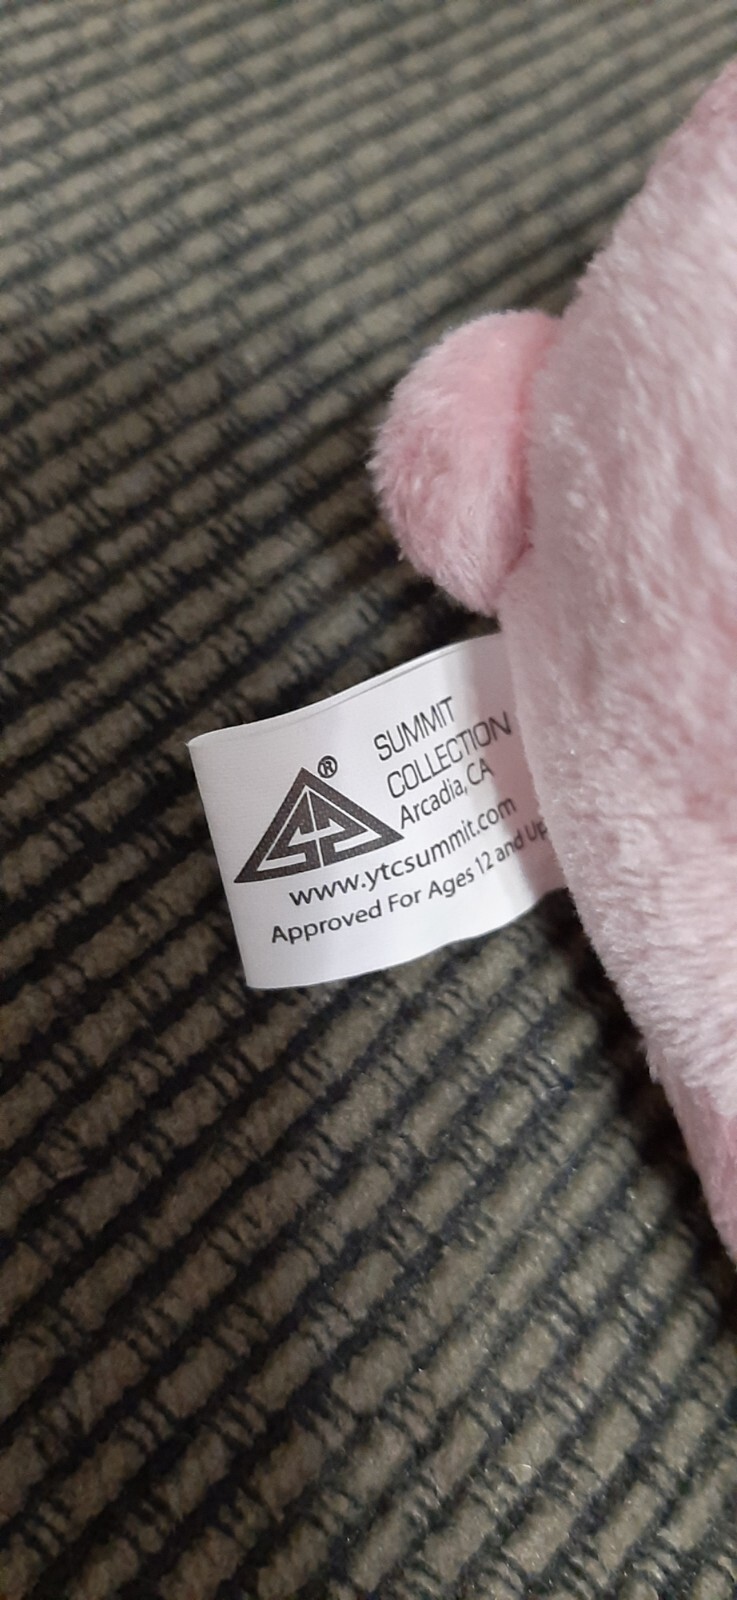 ®
SUMMIT
COLLECTION
Arcadia, CA
www.ytcsummit.com
Approved For Ages 12 and Up